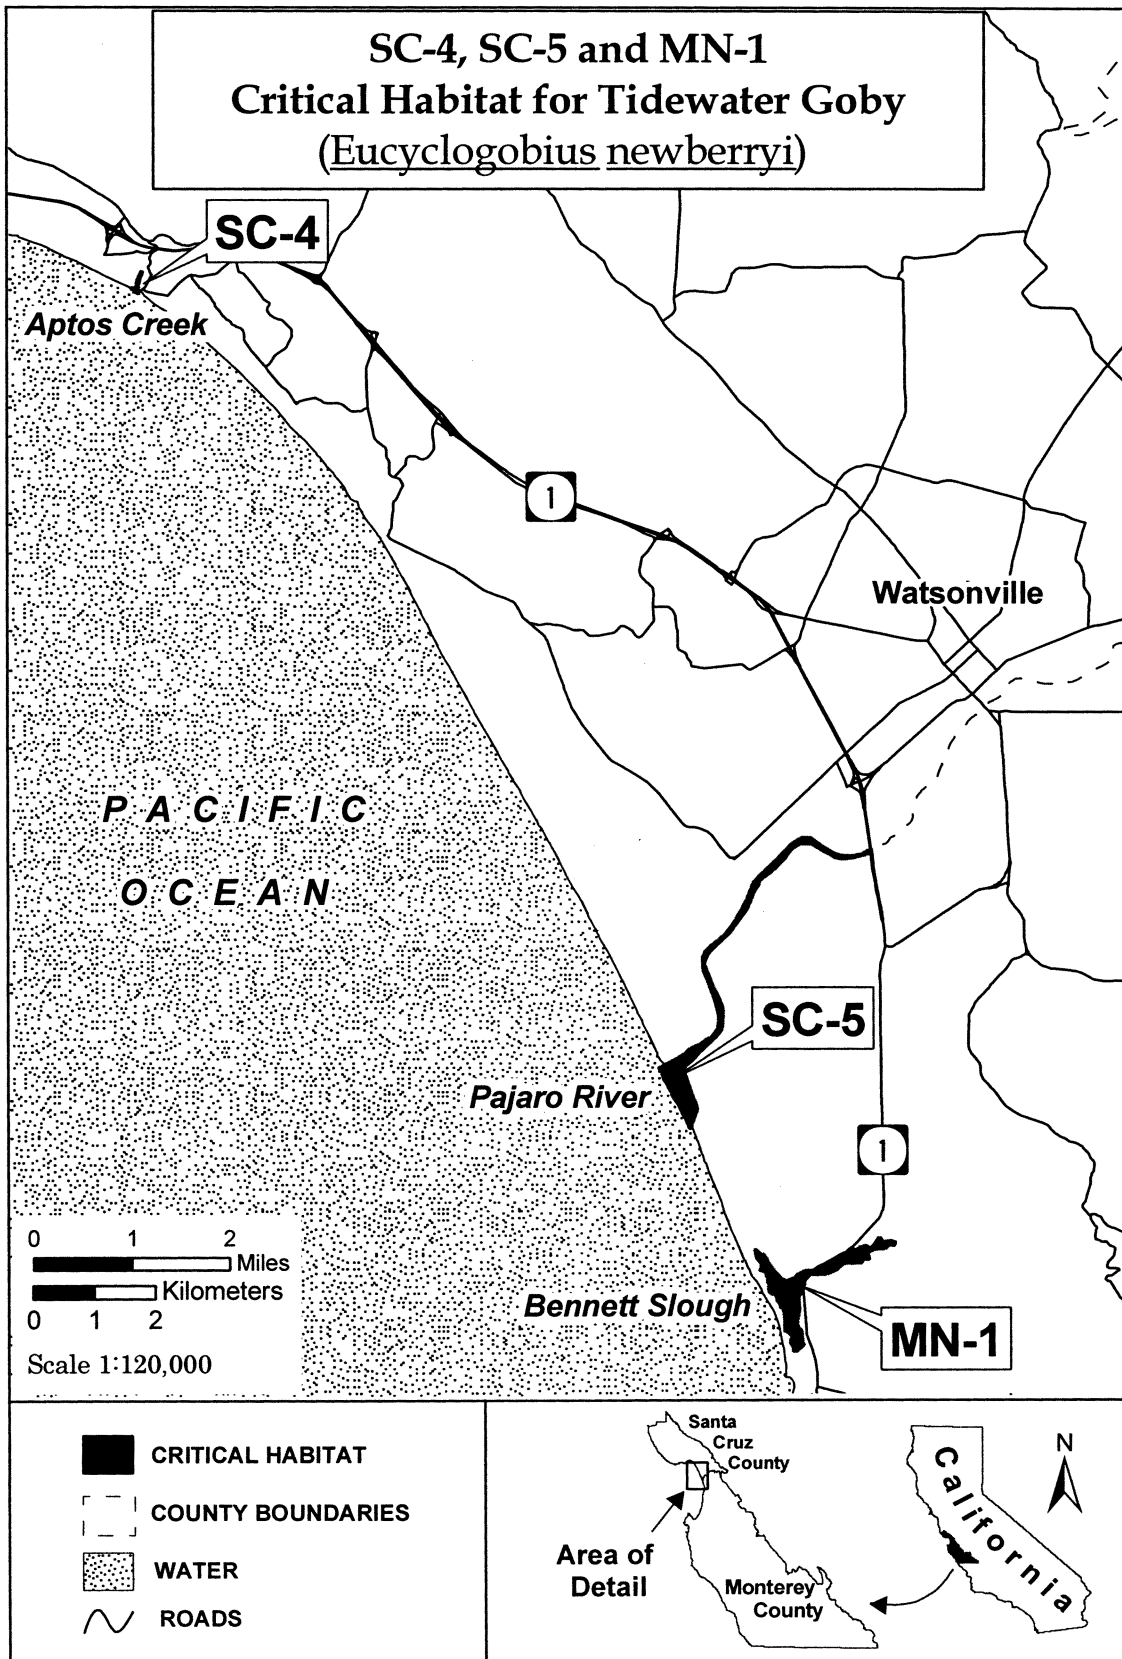 SC-4, SC-5 and MN-1
Critical Habitat for Tidewater Goby
(Eucyclogobius newberryi)
SC-4
Aptos Creek
1
Watsonville
PACIFIC
OCEAN
SC-5
Pajaro River
1
0 1 2
Miles
Kilometers
0 1 2
Scale 1:120,000
Bennett Slough
MN-1
CRITICAL HABITAT
COUNTY BOUNDARIES
WATER
ROADS
Santa
Cruz
County
Area of
Detail
Monterey
County
California
N